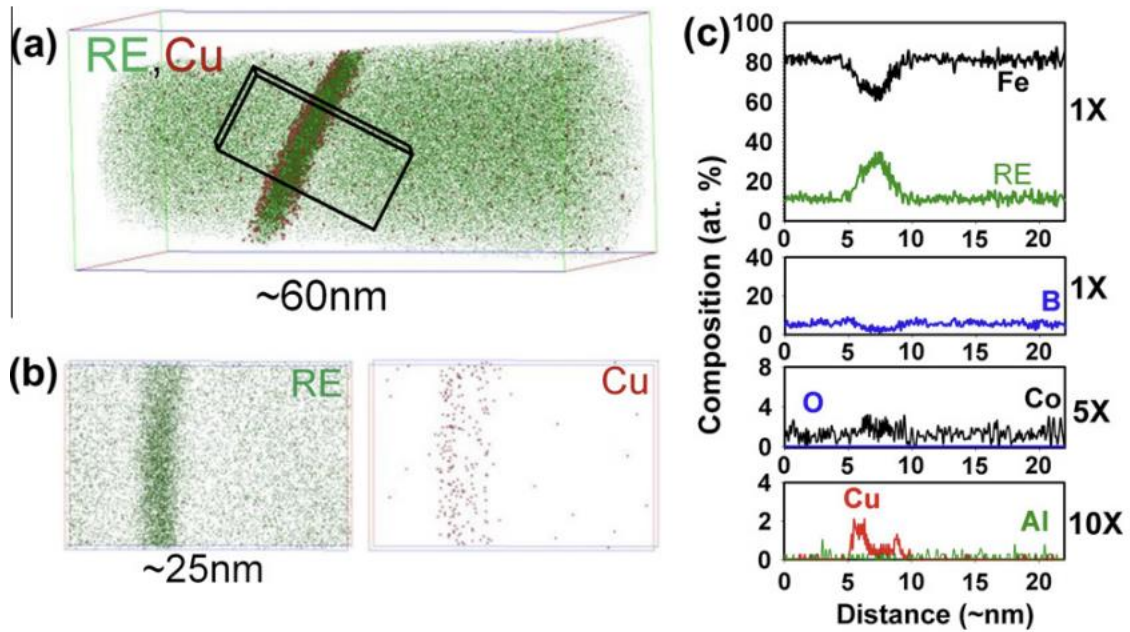 (a)
RE,Cu
~60nm
(b)
RE
Cu
~25nm
(c)
Composition (at. %)
100
80
60
40
20
0
Fe
RE
1X
0 5 10 15 20
40
20
0
B
1X
0 5 10 15 20
8
4
0
O
Co
5X
0 5 10 15 20
4
2
0
Cu
Al
10X
0 5 10 15 20
Distance (~nm)